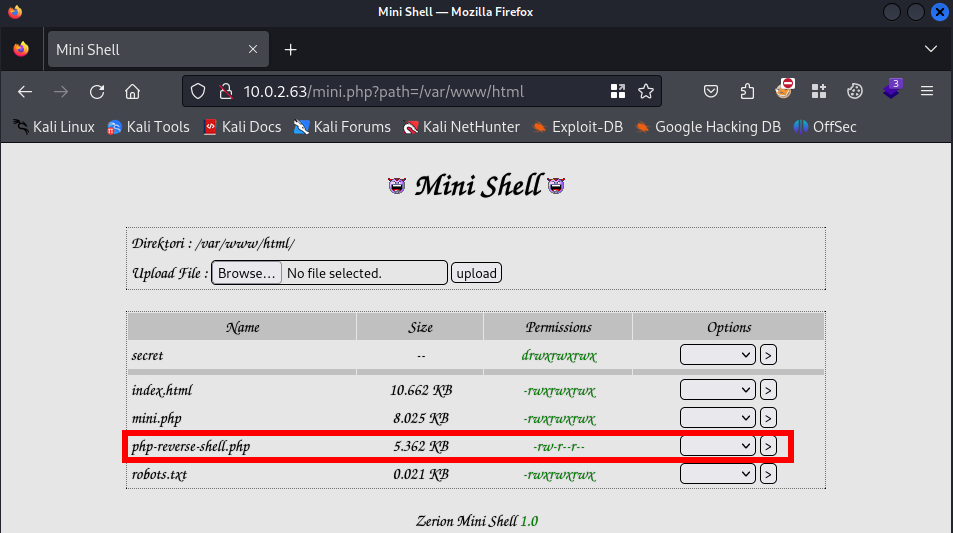 Mini Shell — Mozilla Firefox
Mini Shell
10.0.2.63/mini.php?path=/var/www/html
3
Kali Linux Kali Tools Kali Docs Kali Forums Kali NetHunter Exploit-DB Google Hacking DB OffSec
Mini Shell
Direktori : /var/www/html/
Upload File : Browse... No file selected. upload
Name Size Permissions Options
secret -- drwxrwxrwx >
index.html 10.662 KB -rwxrwxrwx >
mini.php 8.025 KB -rwxrwxrwx >
php-reverse-shell.php 5.362 KB -rw-r--r-- >
robots.txt 0.021 KB -rwxrwxrwx >
Zerion Mini Shell 1.0